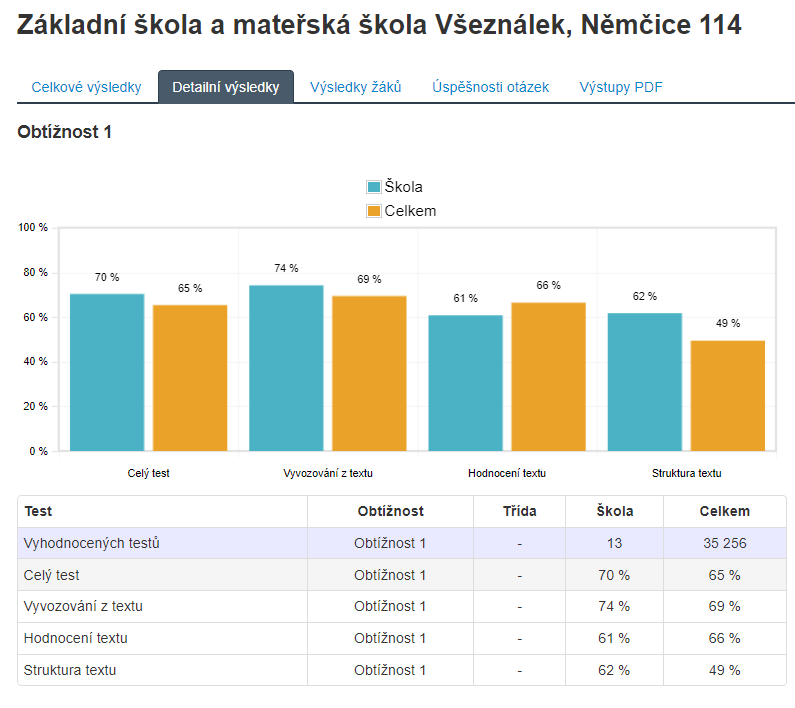 Základní škola a mateřská škola Všeználek, Němčice 114
Celkové výsledky Detailní výsledky Výsledky žáků Úspěšnosti otázek Výstupy PDF
Obtížnost 1
Škola
Celkem
100 %
80 %
60 %
40 %
20 %
0 %
70 % 65 % 74 % 69 % 61 % 66 % 62 % 49 %
Celý test Vyvozování z textu Hodnocení textu Struktura textu
Test Obtížnost Třída Škola Celkem
Vyhodnocených testů Obtížnost 1 - 13 35 256
Celý test Obtížnost 1 - 70 % 65 %
Vyvozování z textu Obtížnost 1 - 74 % 69 %
Hodnocení textu Obtížnost 1 - 61 % 66 %
Struktura textu Obtížnost 1 - 62 % 49 %